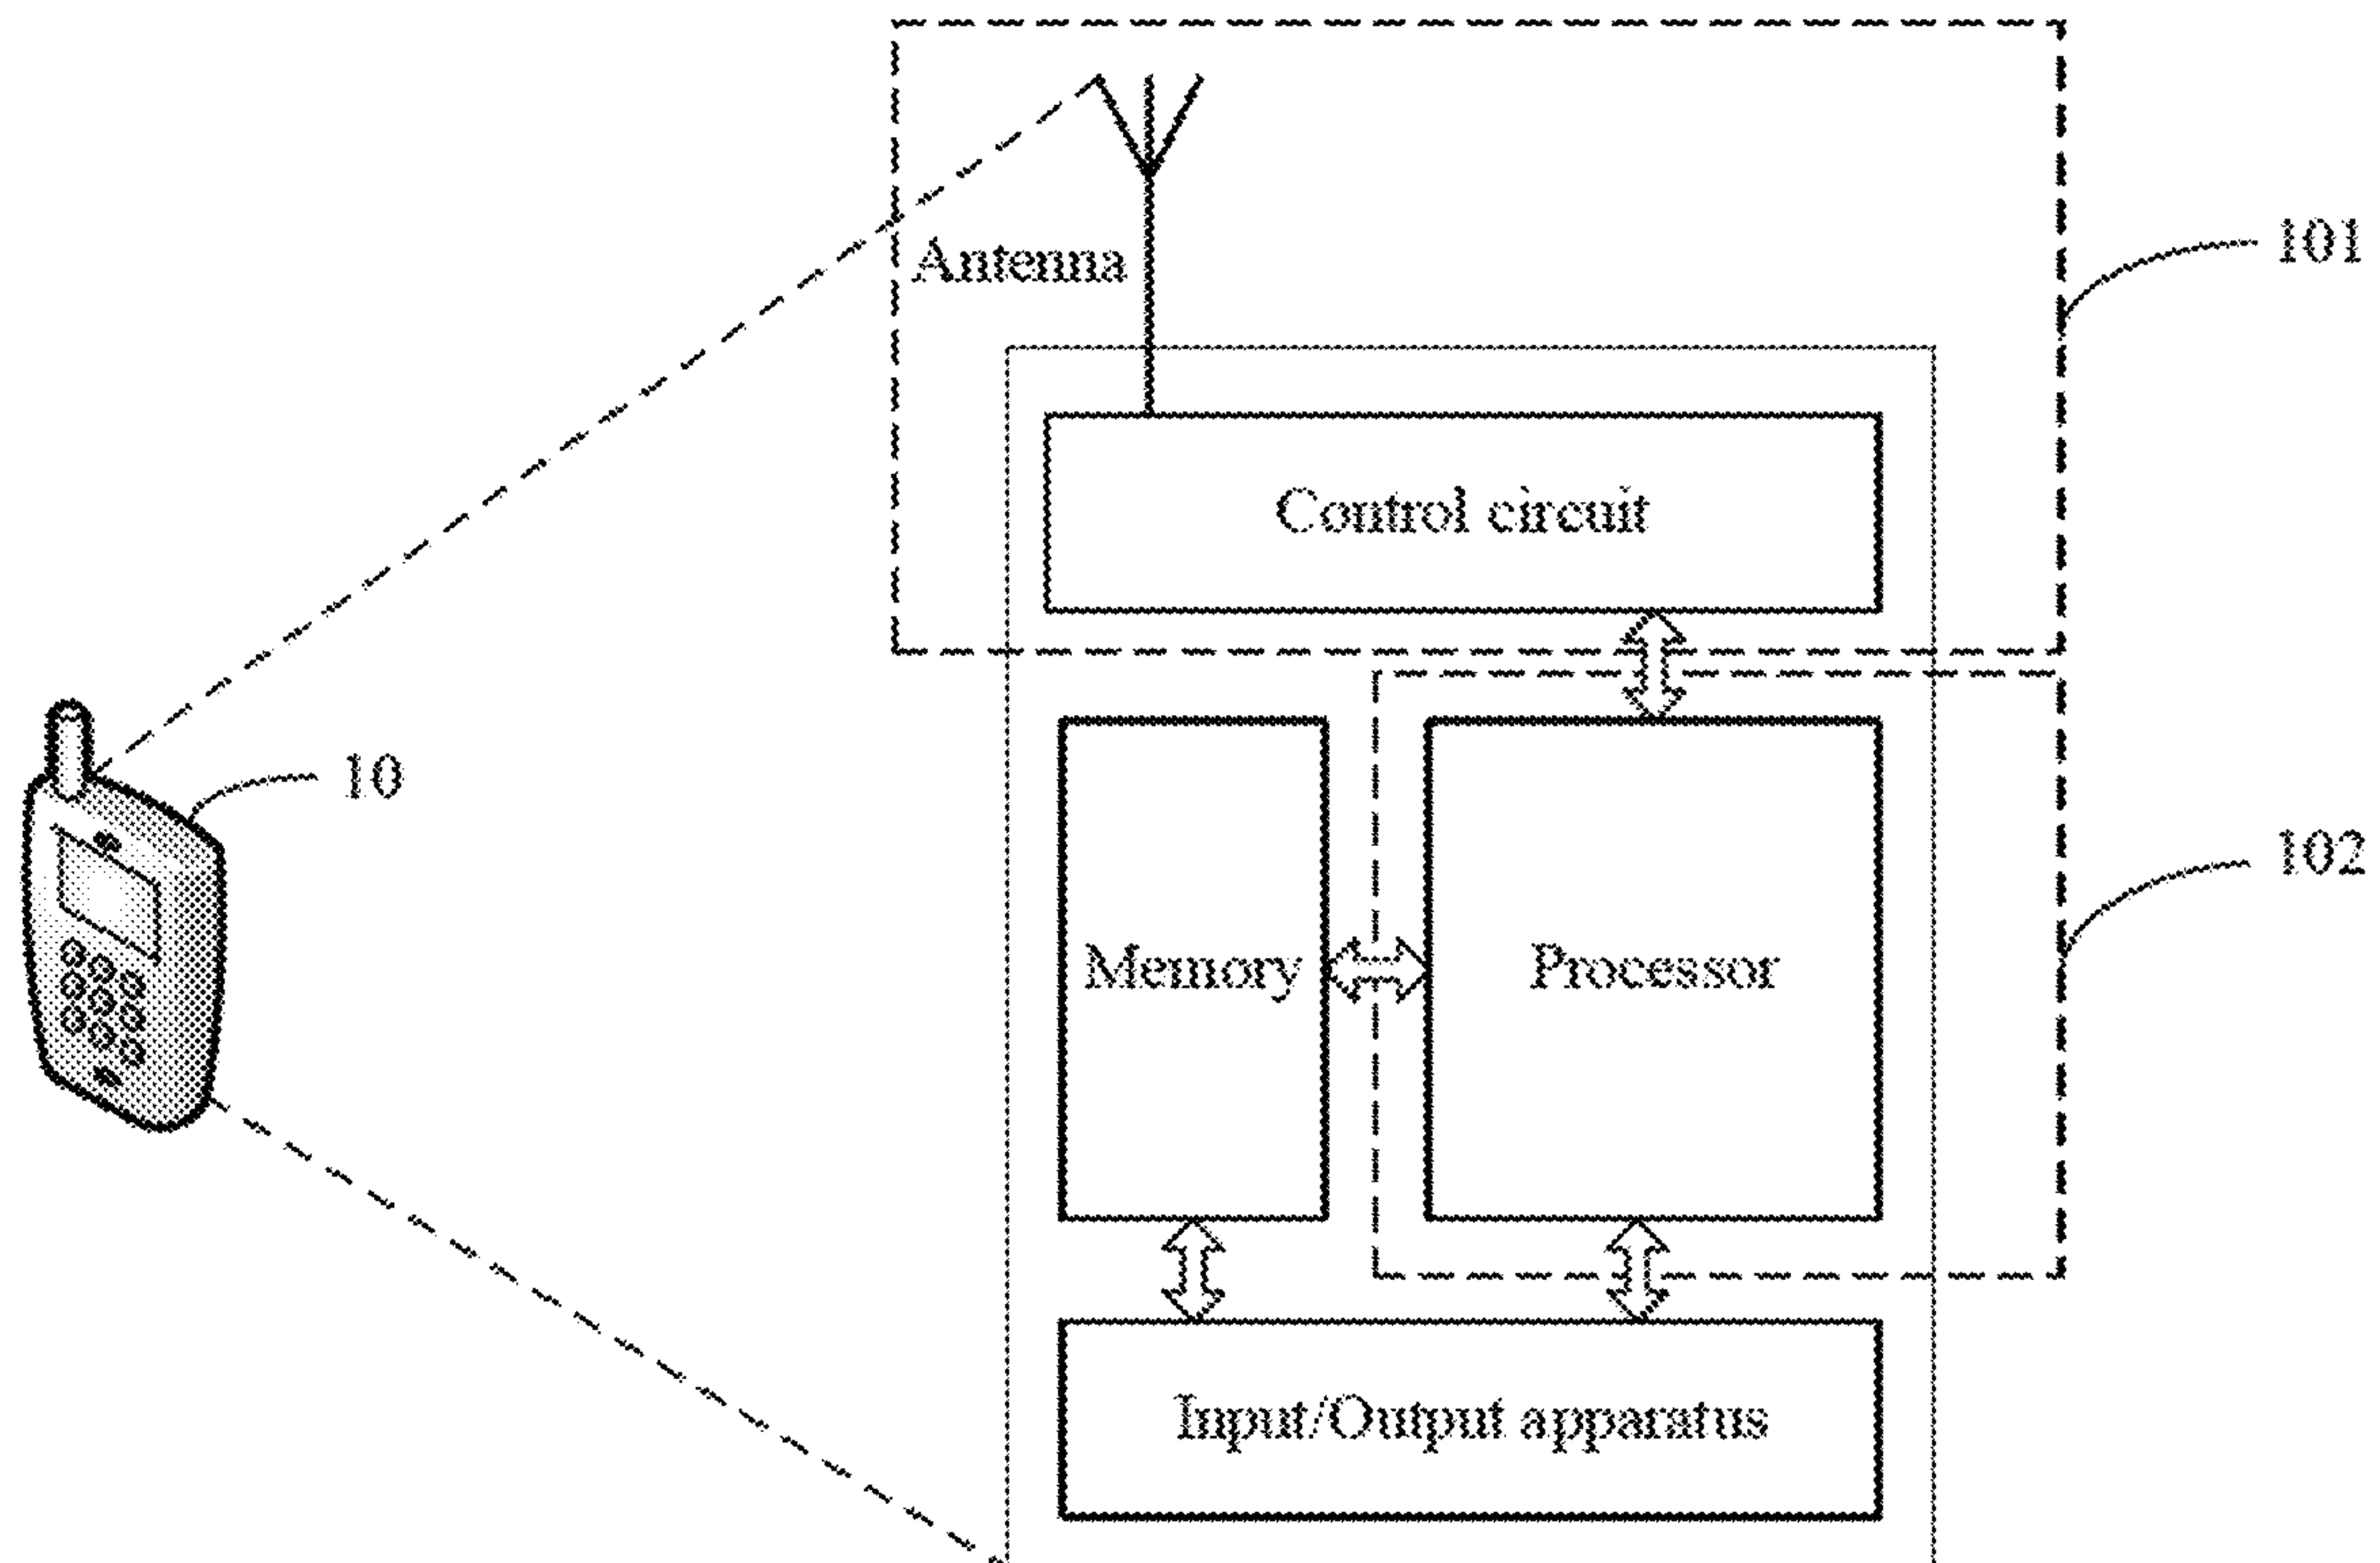 Antenna
101
Control circuit
10
102
Memory
Processor
Input/Output apparatus